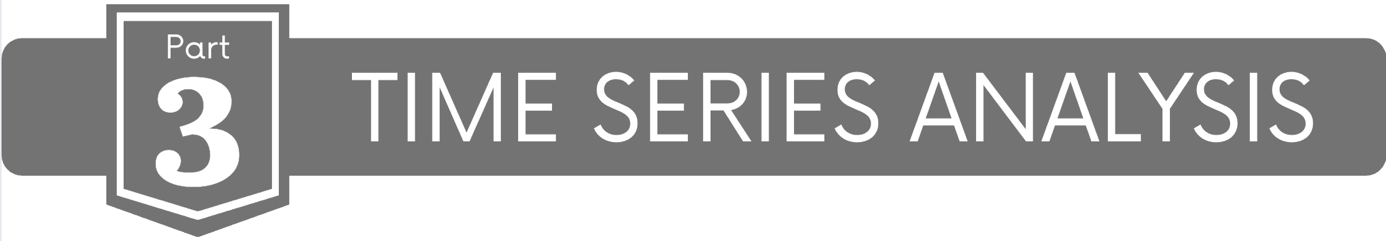 Part
3
TIME SERIES ANALYSIS